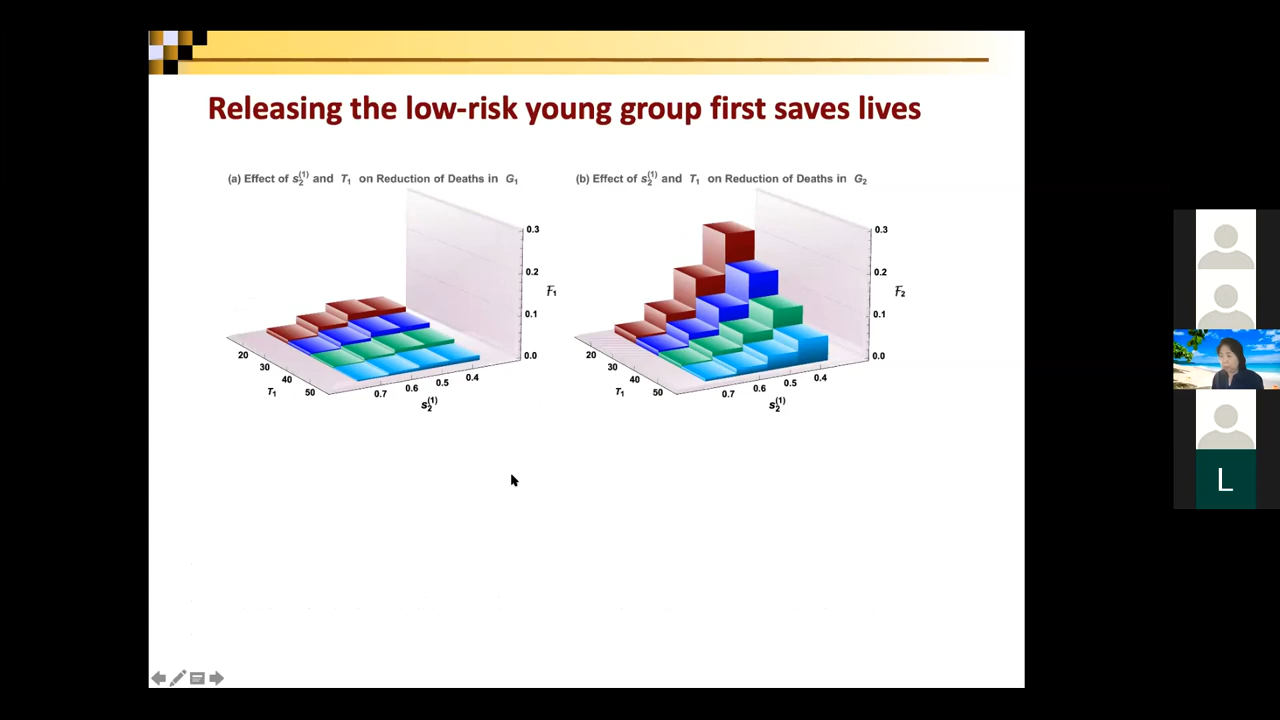 Releasing the low-risk young group first saves lives
(a) Effect of s₂⁽¹⁾ and T₁ on Reduction of Deaths in G₁
(b) Effect of s₂⁽¹⁾ and T₁ on Reduction of Deaths in G₂
0.3
0.2
F₁
0.1
0.0
20
30
40
50
T₁
0.7
0.6
0.5
0.4
s₂⁽¹⁾
0.3
0.2
F₂
0.1
0.0
20
30
40
50
T₁
0.7
0.6
0.5
0.4
s₂⁽¹⁾
L